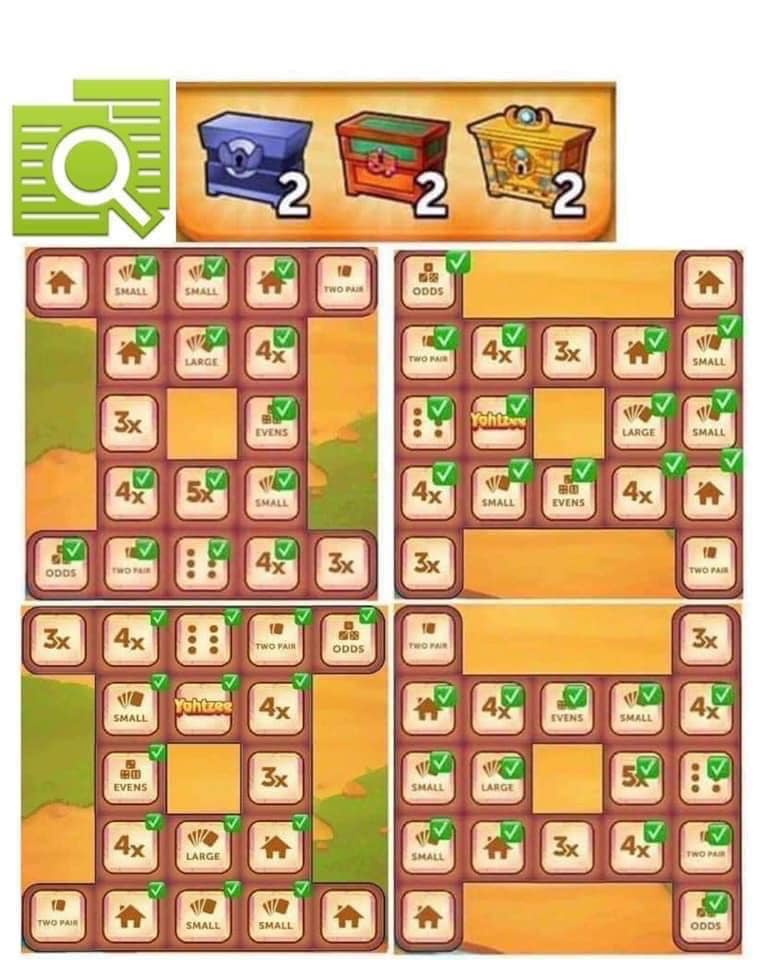 2 2 2
SMALL SMALL TWO PAIR
LARGE 4x
3x EVENS
4x 5x SMALL
ODDS TWO PAIR 4x 3x
ODDS
TWO PAIR 4x 3x SMALL
Yahtzee LARGE SMALL
4x SMALL EVENS 4x
3x TWO PAIR
3x 4x TWO PAIR ODDS
SMALL Yahtzee 4x
EVENS 3x
4x LARGE
TWO PAIR SMALL SMALL
TWO PAIR 3x
4x EVENS SMALL 4x
SMALL LARGE 5x
SMALL 3x 4x TWO PAIR
ODDS